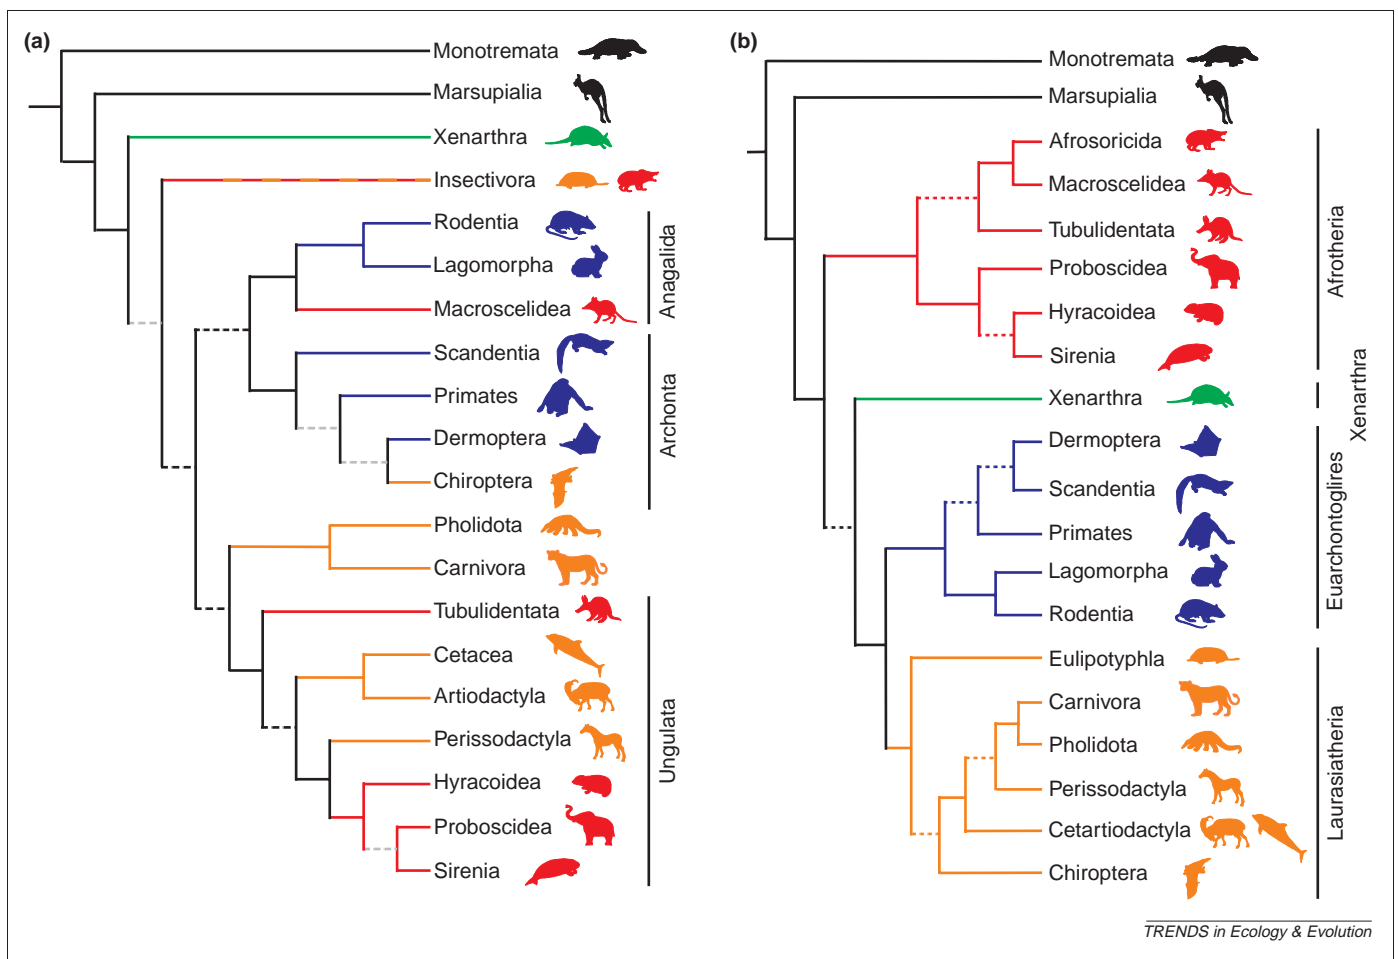 (a)
Monotremata
Marsupialia
Xenarthra
Insectivora
Rodentia
Lagomorpha
Macroscelidea
Anagalida
Scandentia
Primates
Dermoptera
Chiroptera
Archonta
Pholidota
Carnivora
Tubulidentata
Cetacea
Artiodactyla
Perissodactyla
Hyracoidea
Proboscidea
Sirenia
Ungulata
(b)
Monotremata
Marsupialia
Afrosoricida
Macroscelidea
Tubulidentata
Proboscidea
Hyracoidea
Sirenia
Afrotheria
Xenarthra
Xenarthra
Dermoptera
Scandentia
Primates
Lagomorpha
Rodentia
Euarchontoglires
Eulipotyphla
Carnivora
Pholidota
Perissodactyla
Cetartiodactyla
Chiroptera
Laurasiatheria
TRENDS in Ecology & Evolution